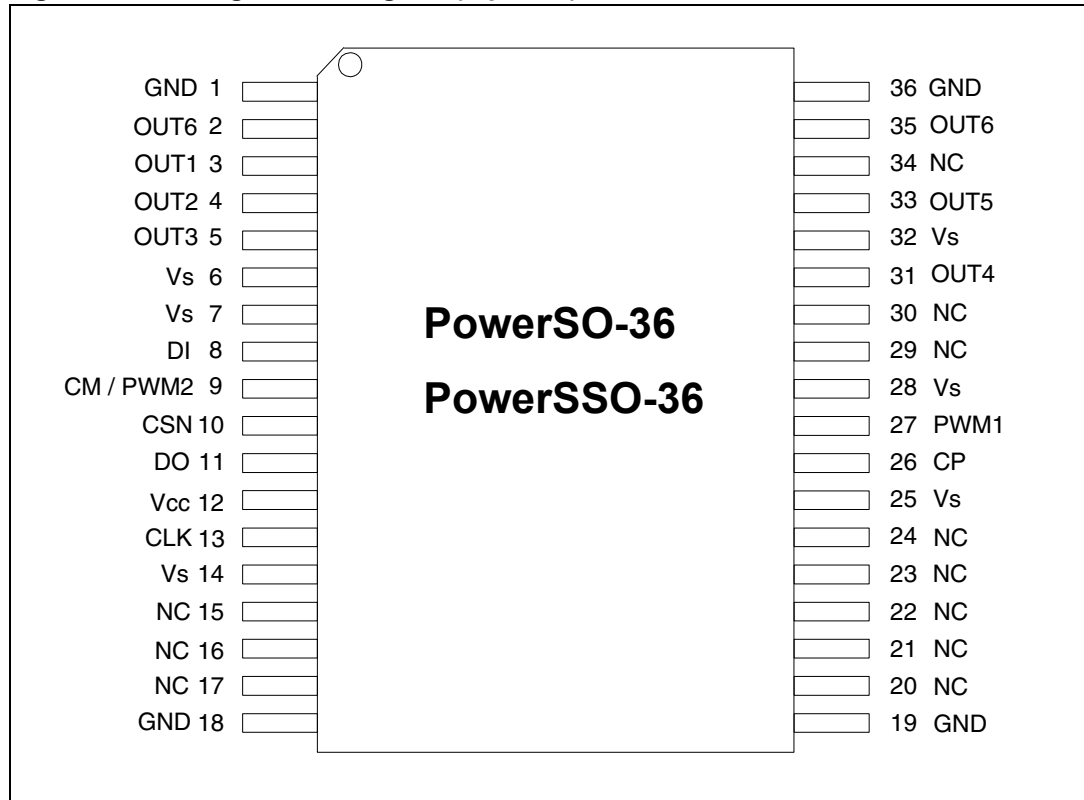 GND 1
OUT6 2
OUT1 3
OUT2 4
OUT3 5
Vs 6
Vs 7
DI 8
CM / PWM2 9
CSN 10
DO 11
Vcc 12
CLK 13
Vs 14
NC 15
NC 16
NC 17
GND 18
PowerSO-36
PowerSSO-36
36 GND
35 OUT6
34 NC
33 OUT5
32 Vs
31 OUT4
30 NC
29 NC
28 Vs
27 PWM1
26 CP
25 Vs
24 NC
23 NC
22 NC
21 NC
20 NC
19 GND